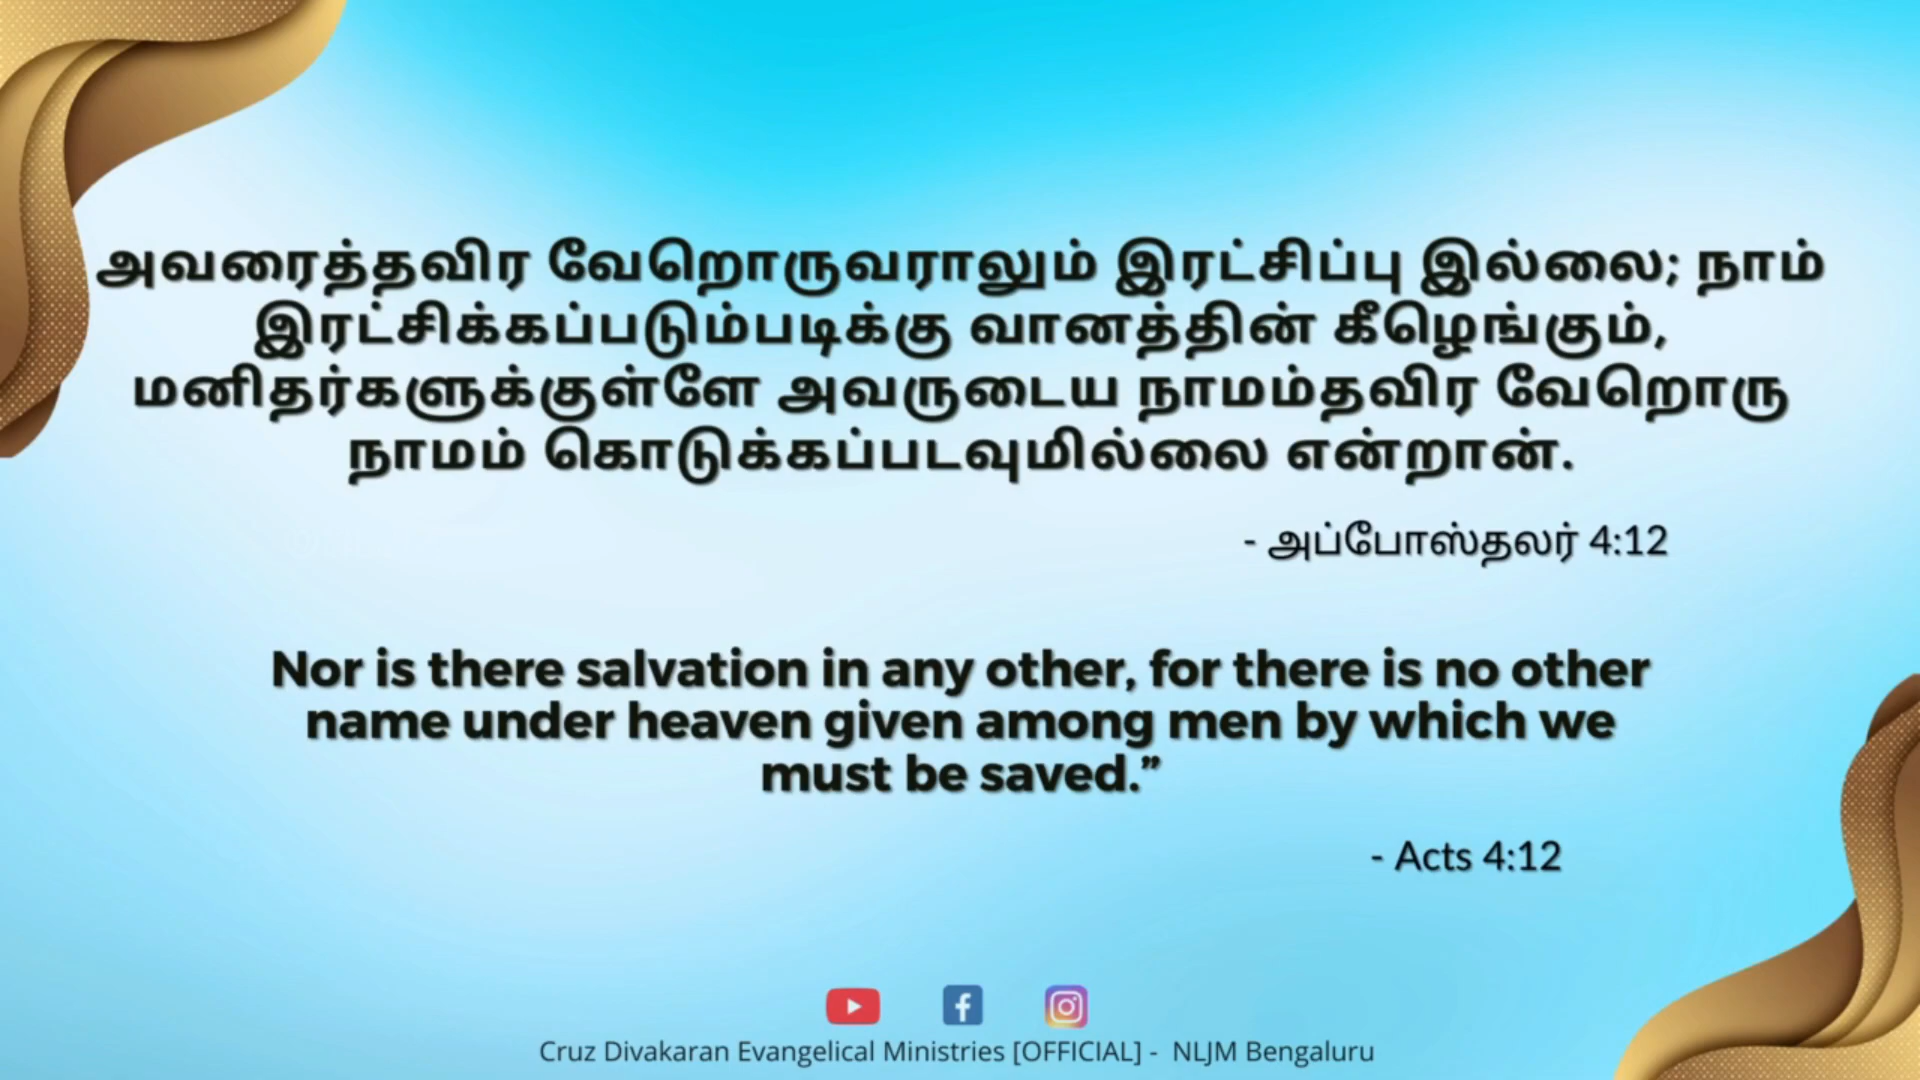 அவரைத்தவிர வேறொருவராலும் இரட்சிப்பு இல்லை; நாம்
இரட்சிக்கப்படும்படிக்கு வானத்தின் கீழெங்கும்,
மனிதர்களுக்குள்ளே அவருடைய நாமம்தவிர வேறொரு
நாமம் கொடுக்கப்படவுமில்லை என்றான்.
- அப்போஸ்தலர் 4:12
Nor is there salvation in any other, for there is no other
name under heaven given among men by which we
must be saved.”
- Acts 4:12
Cruz Divakaran Evangelical Ministries [OFFICIAL] - NLJM Bengaluru